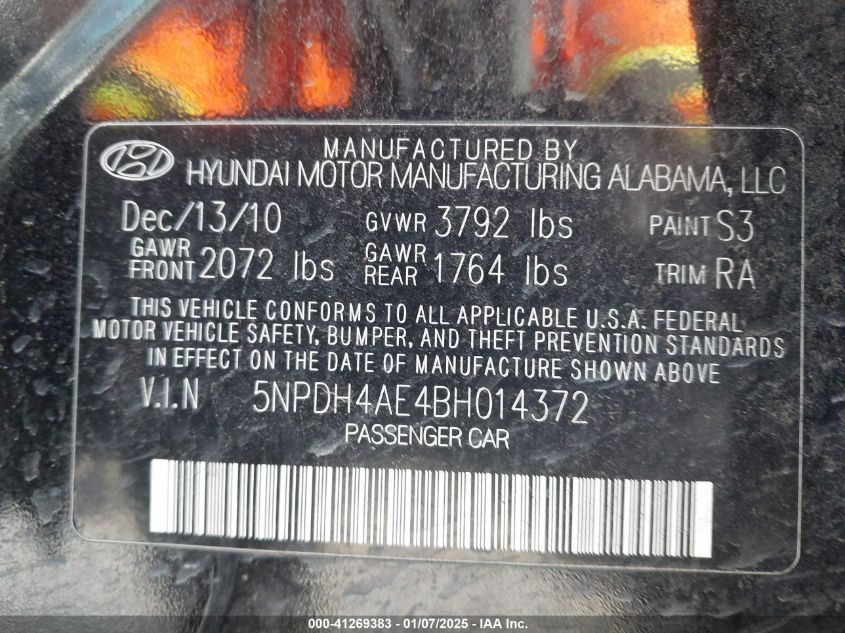 MANUFACTURED BY
HYUNDAI MOTOR MANUFACTURING ALABAMA, LLC
Dec/13/10 GVWR 3792 lbs PAINT S3
GAWR FRONT 2072 lbs GAWR REAR 1764 lbs TRIM RA
THIS VEHICLE CONFORMS TO ALL APPLICABLE U.S.A. FEDERAL
MOTOR VEHICLE SAFETY, BUMPER, AND THEFT PREVENTION STANDARDS
IN EFFECT ON THE DATE OF MANUFACTURE SHOWN ABOVE
V.I.N 5NPDH4AE4BH014372
PASSENGER CAR
000-41269383 - 01/07/2025 - IAA Inc.